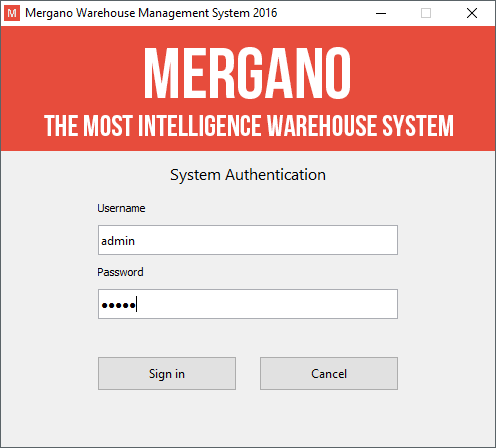 M Mergano Warehouse Management System 2016
MERGANO
THE MOST INTELLIGENCE WAREHOUSE SYSTEM
System Authentication
Username
admin
Password
●●●●●
Sign in
Cancel